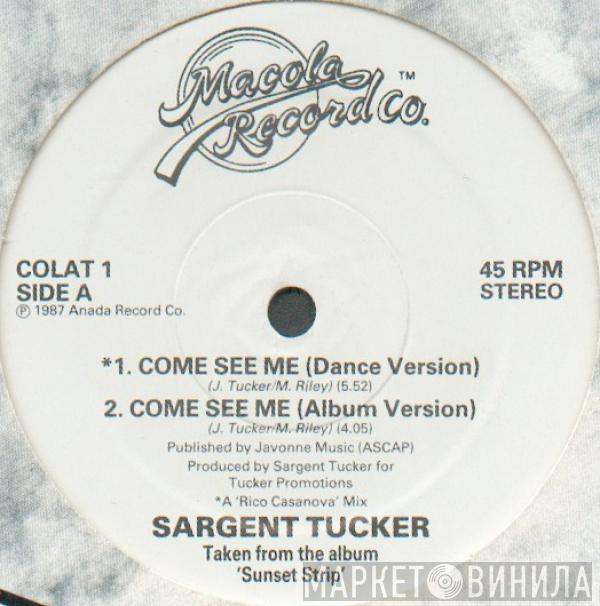 Macola
Record Co.
™
COLAT 1
SIDE A
℗ 1987 Anada Record Co.
45 RPM
STEREO
*1. COME SEE ME (Dance Version)
(J. Tucker/M. Riley) (5.52)
2. COME SEE ME (Album Version)
(J. Tucker/M. Riley) (4.05)
Published by Javonne Music (ASCAP)
Produced by Sargent Tucker for
Tucker Promotions
*A 'Rico Casanova' Mix
SARGENT TUCKER
Taken from the album
'Sunset Strip'
МАРКЕТ ВИНИЛА